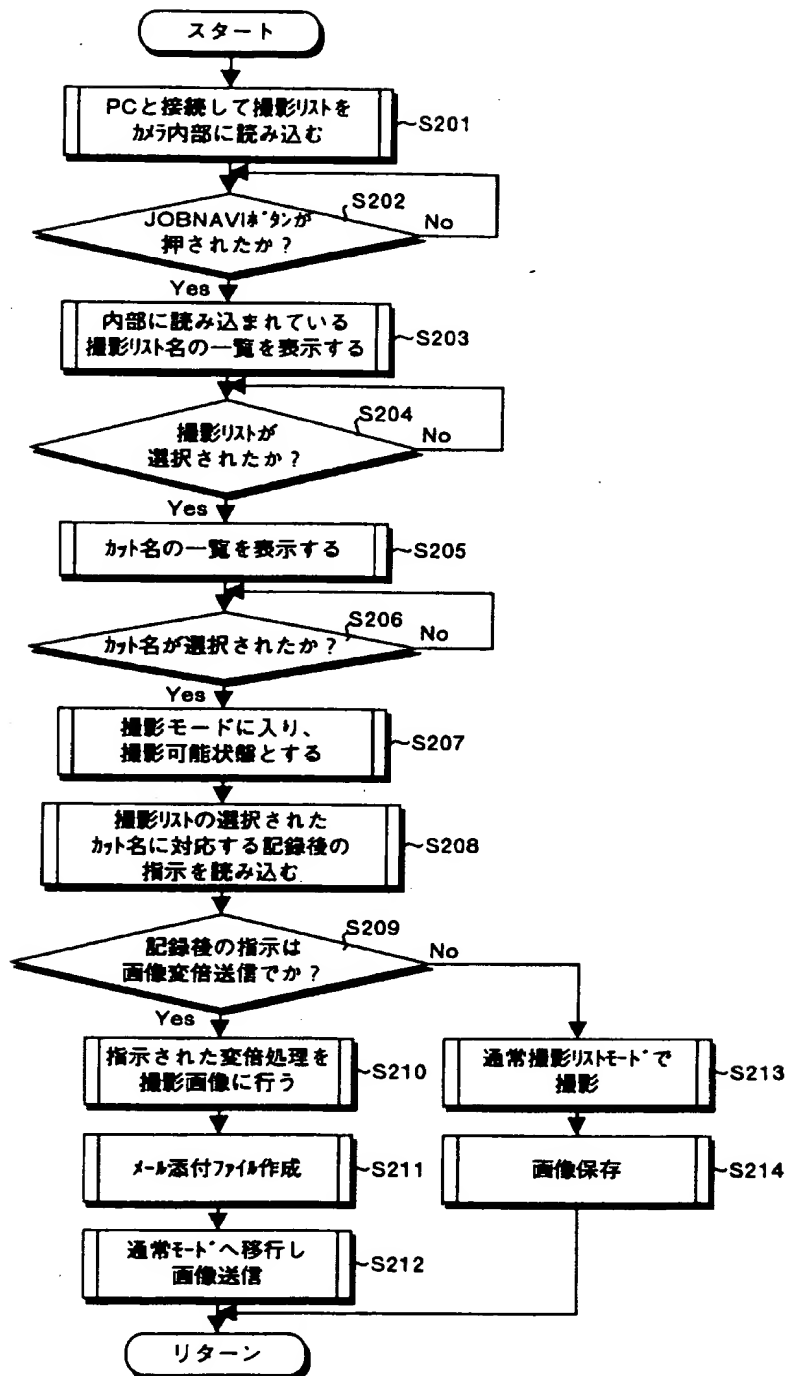 スタート
PCと接続して撮影ﾘｽﾄを
ｶﾒﾗ内部に読み込む
S201
S202
JOBNAVIﾎﾞﾀﾝが
押されたか？
No
Yes
内部に読み込まれている
撮影ﾘｽﾄ名の一覧を表示する
S203
S204
撮影ﾘｽﾄが
選択されたか？
No
Yes
ｶｯﾄ名の一覧を表示する
S205
S206
ｶｯﾄ名が選択されたか？
No
Yes
撮影モードに入り、
撮影可能状態とする
S207
撮影リストの選択された
ｶｯﾄ名に対応する記録後の
指示を読み込む
S208
S209
記録後の指示は
画像変倍送信でか？
No
Yes
指示された変倍処理を
撮影画像に行う
S210
ﾒｰﾙ添付ﾌｧｲﾙ作成
S211
通常ﾓｰﾄﾞへ移行し
画像送信
S212
通常撮影ﾘｽﾄﾓｰﾄﾞで
撮影
S213
画像保存
S214
リターン